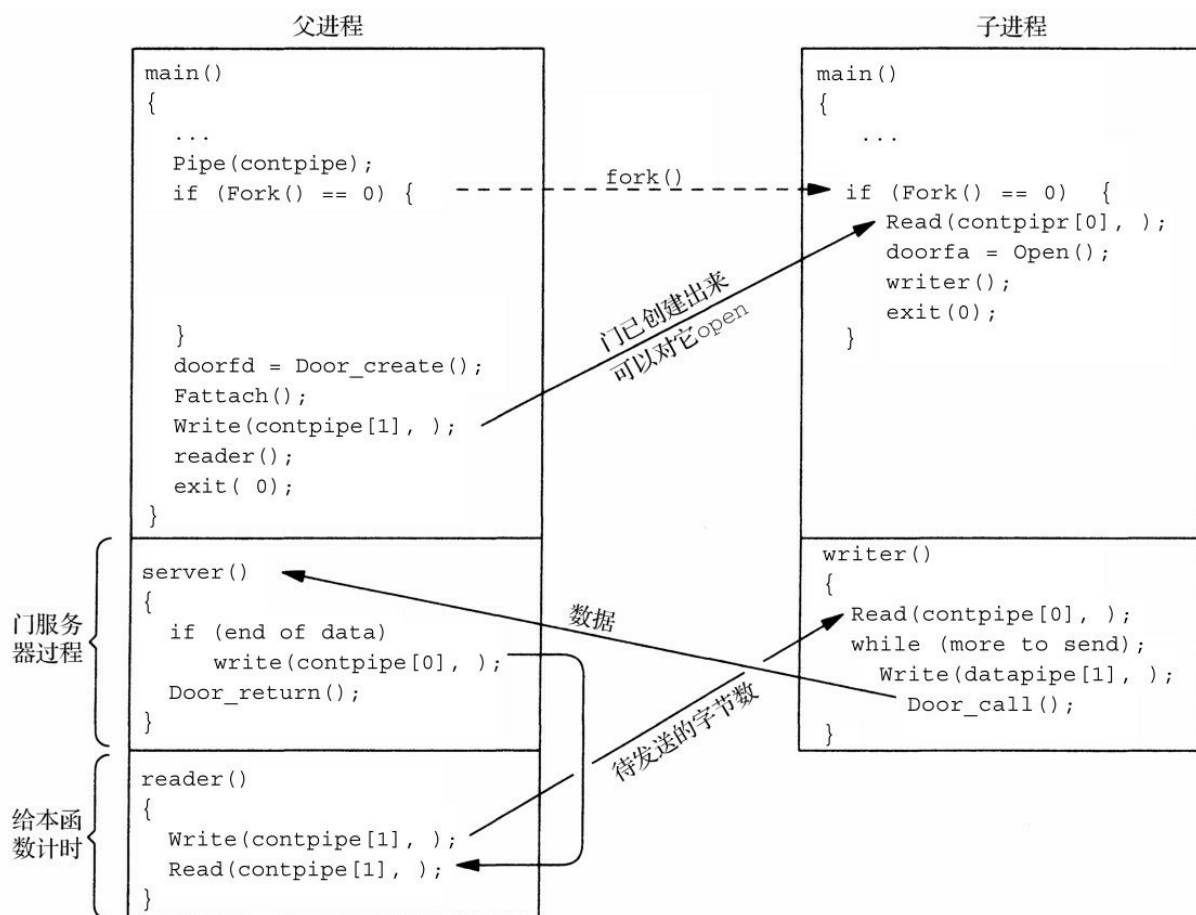 父进程
main()
{
...
Pipe(contpipe);
if (Fork() == 0) {
}
doorfd = Door_create();
Fattach();
Write(contpipe[1], );
reader();
exit( 0);
}
fork()
门已创建出来
可以对它open
子进程
main()
{
...
if (Fork() == 0) {
Read(contpipr[0], );
doorfa = Open();
writer();
exit(0);
}
门服务
器过程
server()
{
if (end of data)
write(contpipe[0], );
Door_return();
}
数据
待发送的字节数
writer()
{
Read(contpipe[0], );
while (more to send);
Write(datapipe[1], );
Door_call();
}
给本函
数计时
reader()
{
Write(contpipe[1], );
Read(contpipe[1], );
}